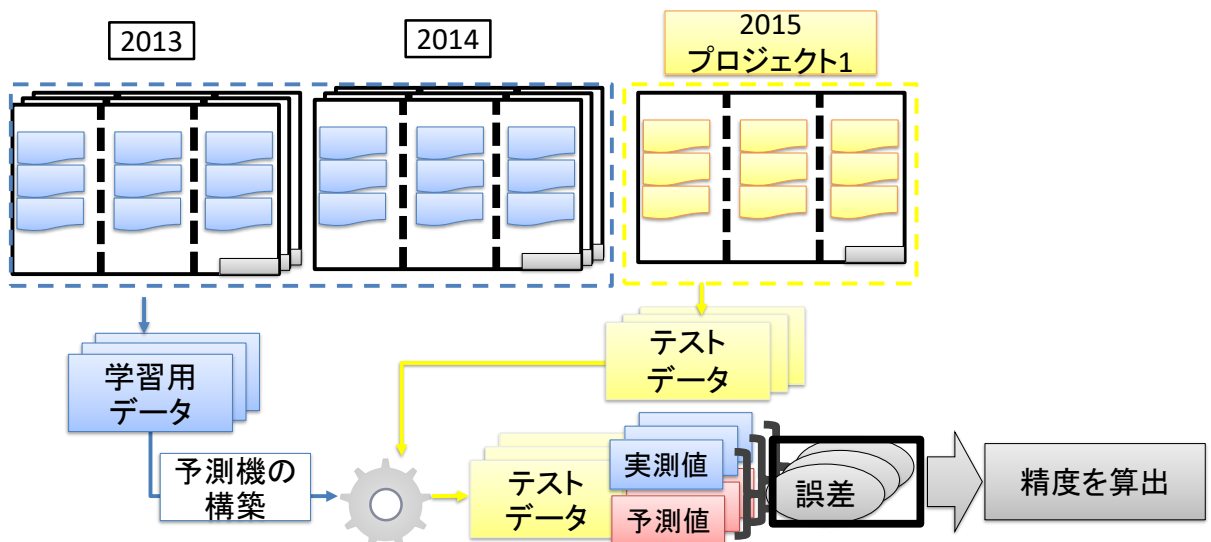 2013
2014
2015
プロジェクト1
学習用
データ
テスト
データ
予測機の
構築
テスト
データ
実測値
予測値
誤差
精度を算出